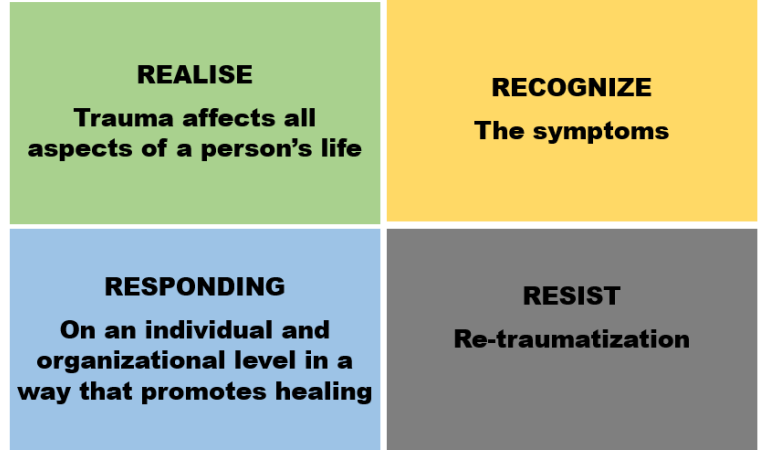 REALISE
Trauma affects all
aspects of a person’s life
RECOGNIZE
The symptoms
RESPONDING
On an individual and
organizational level in a
way that promotes healing
RESIST
Re-traumatization